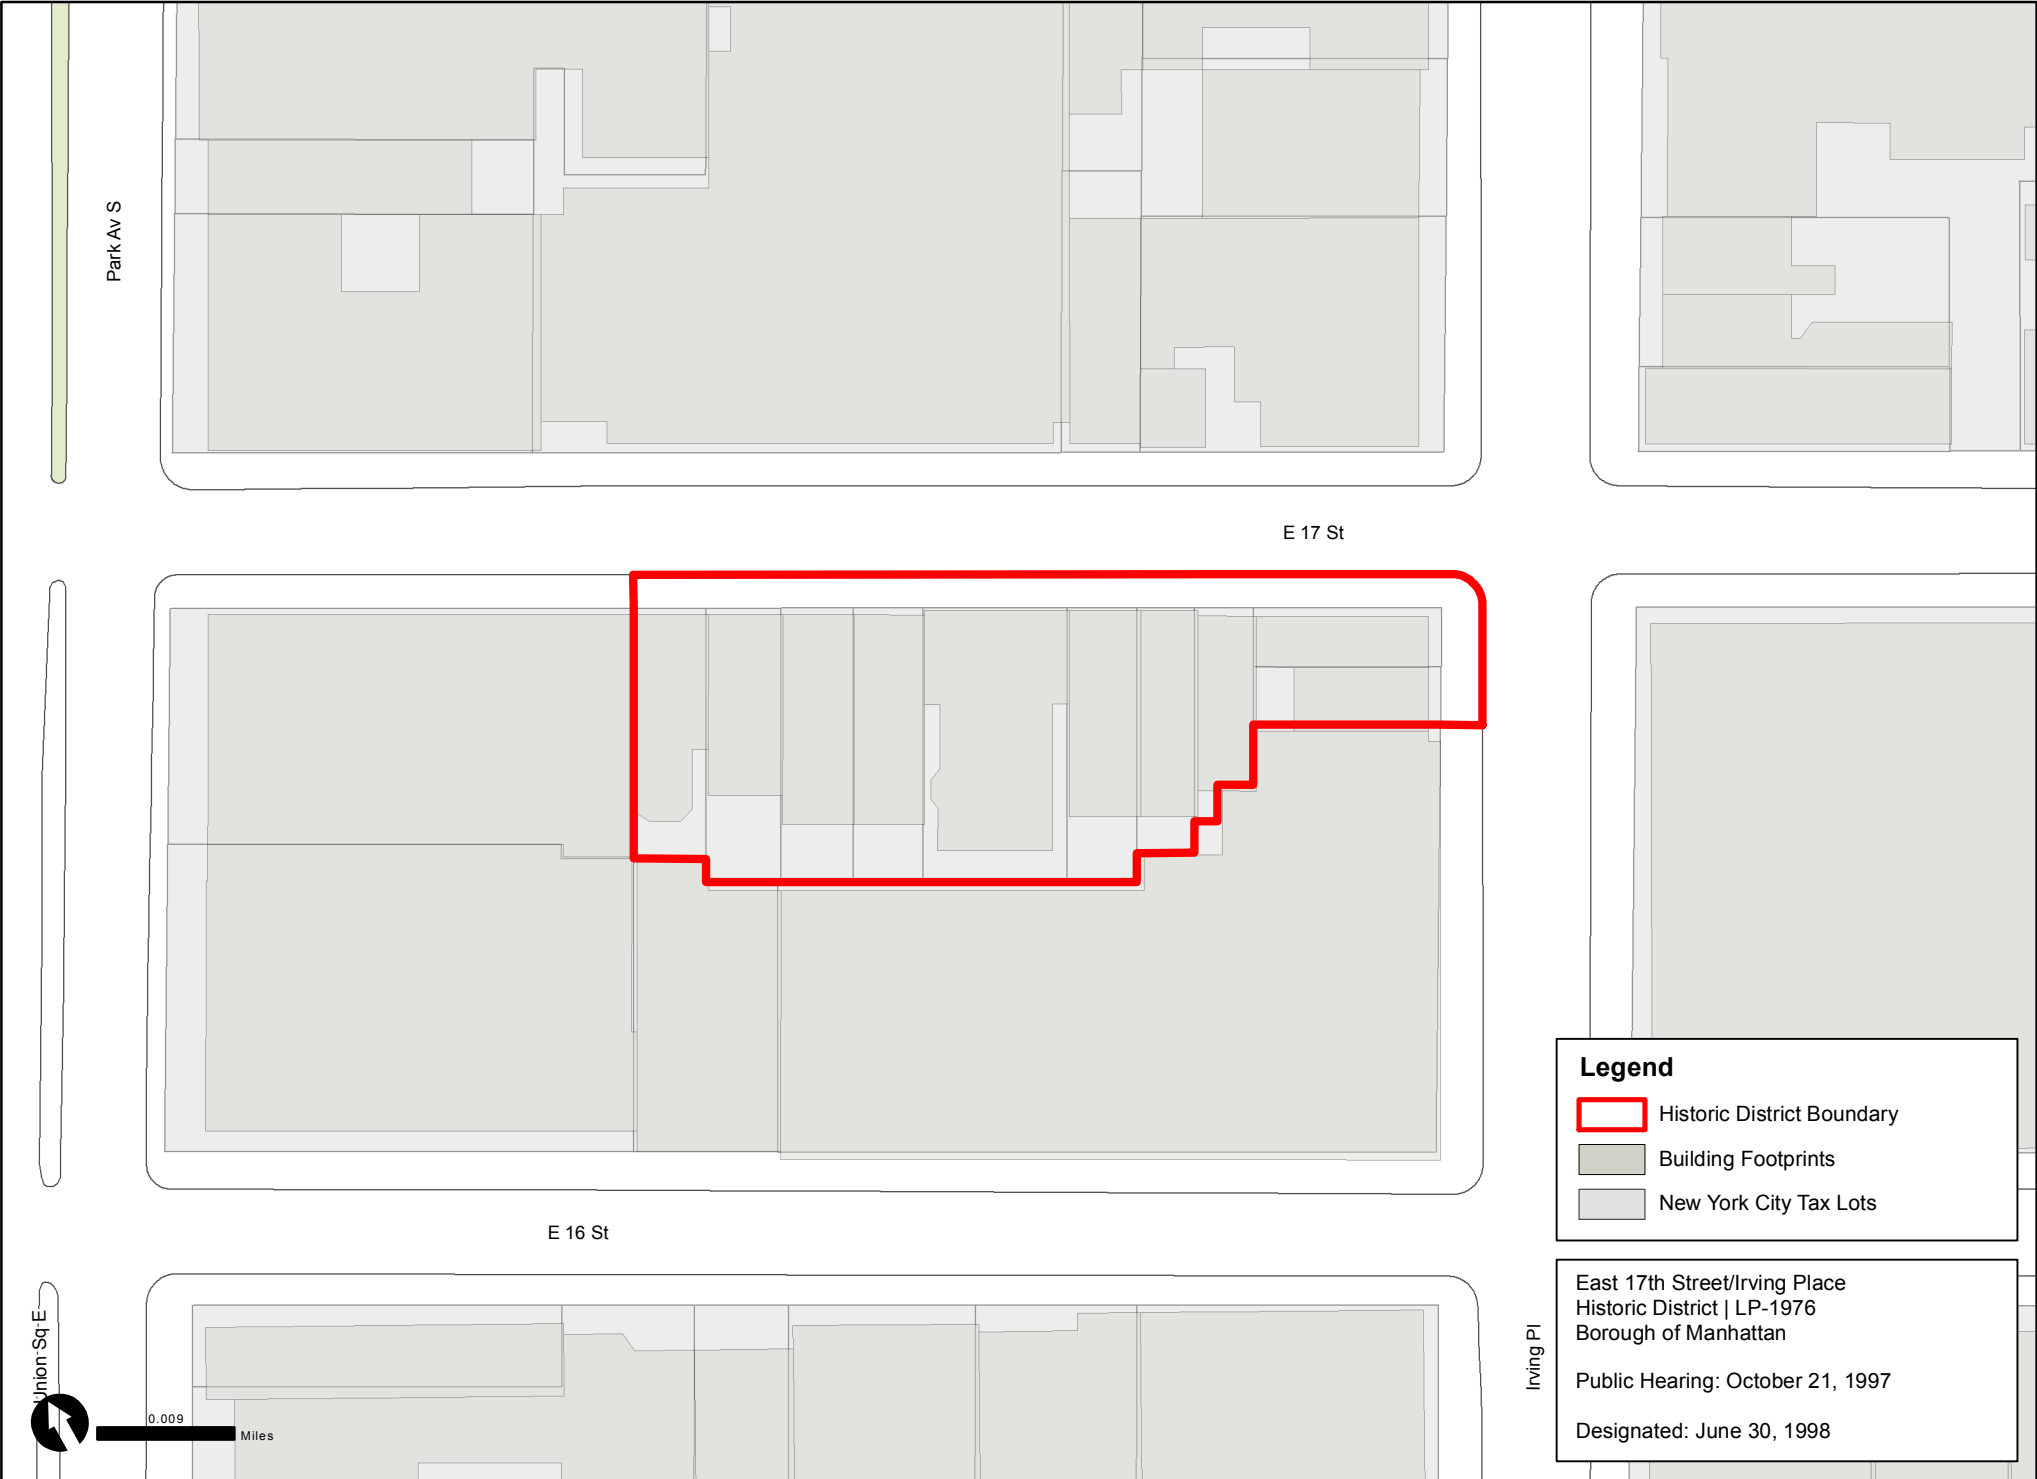 Park Av S
E 17 St
E 16 St
Union Sq E
Irving Pl
0.009
Miles
Legend
Historic District Boundary
Building Footprints
New York City Tax Lots
East 17th Street/Irving Place
Historic District | LP-1976
Borough of Manhattan
Public Hearing: October 21, 1997
Designated: June 30, 1998